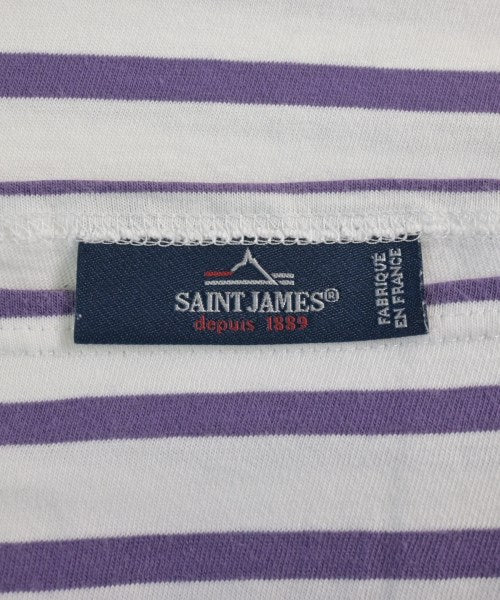 SAINT JAMES®
depuis 1889
FABRIQUÉ
EN FRANCE